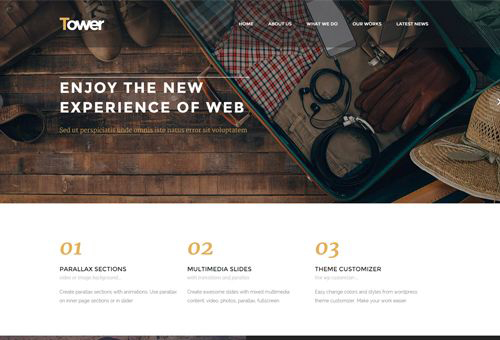 Tower
HOME ABOUT US WHAT WE DO OUR WORKS LATEST NEWS
ENJOY THE NEW
EXPERIENCE OF WEB
Sed ut perspiciatis unde omnis iste natus error sit voluptatem
01 02 03
PARALLAX SECTIONS MULTIMEDIA SLIDES THEME CUSTOMIZER
video or image background ... with transitions and parallax live wp customizer ...
Create parallax sections with animations. Use parallax Create awesome slides with mixed multimedia Easy change colors and styles from wordpress
on inner page sections or in slider content, video, photos, parallax, fullscreen. theme customizer. Make your work easier